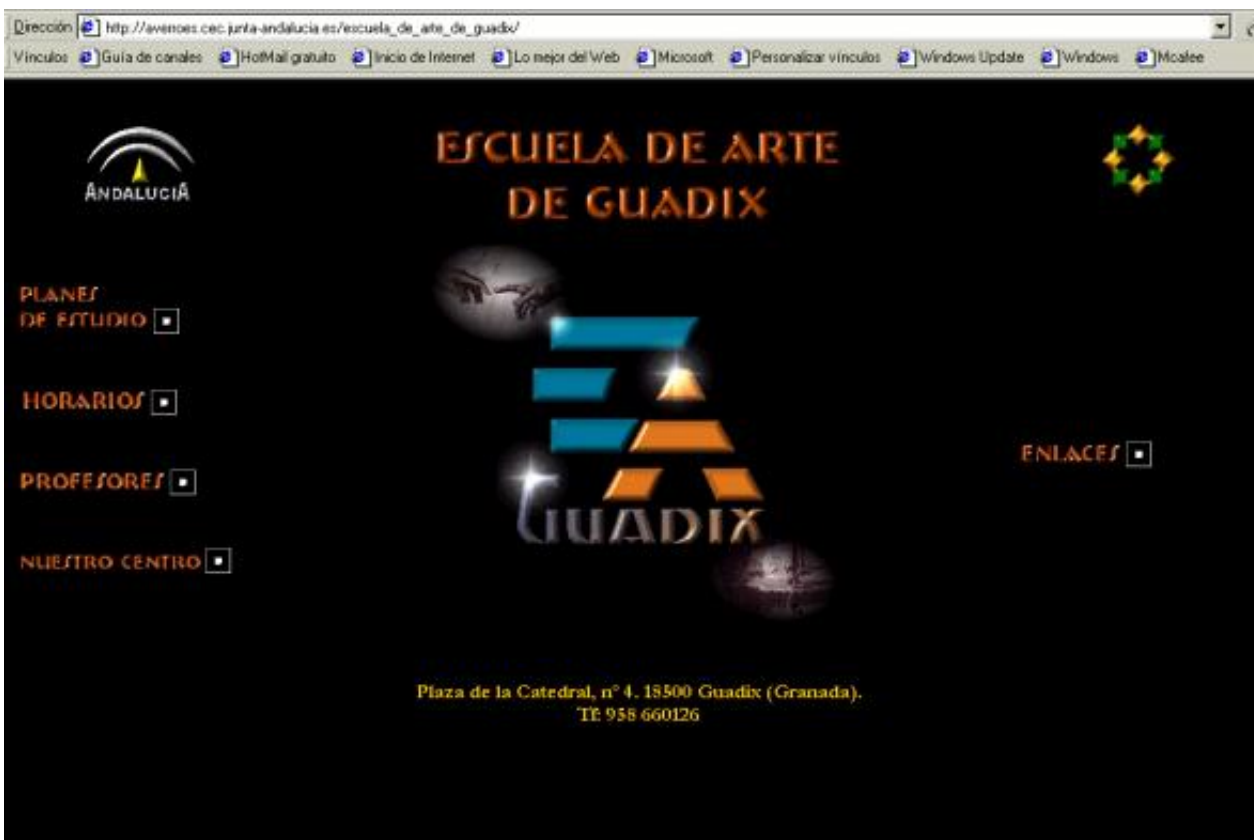 Dirección http://averroes.cec.junta-andalucia.es/escuela_de_arte_de_guadix/
Vínculos Guía de canales HotMail gratuito Inicio de Internet Lo mejor del Web Microsoft Personalizar vínculos Windows Update Windows Mcafee
ANDALUCIA
ESCUELA DE ARTE
DE GUADIX
PLANES
DE ESTUDIO
HORARIOS
PROFESORES
NUESTRO CENTRO
EA
GUADIX
ENLACES
Plaza de la Catedral, nº 4. 18500 Guadix (Granada).
Tf: 958 660126